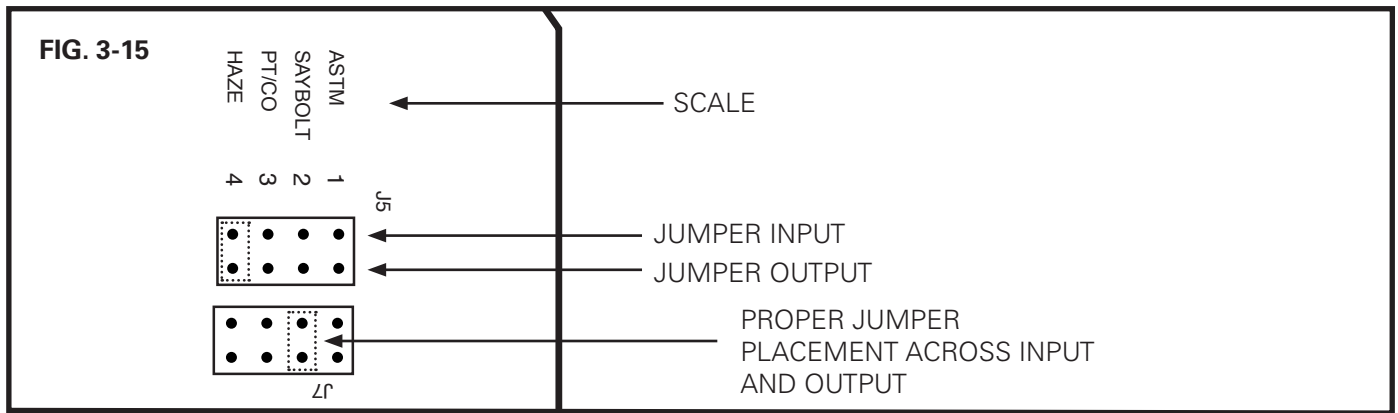 FIG. 3-15
HAZE
PT/CO
SAYBOLT
ASTM
SCALE
4 3 2 1
J5
JUMPER INPUT
JUMPER OUTPUT
PROPER JUMPER
PLACEMENT ACROSS INPUT
AND OUTPUT
J7